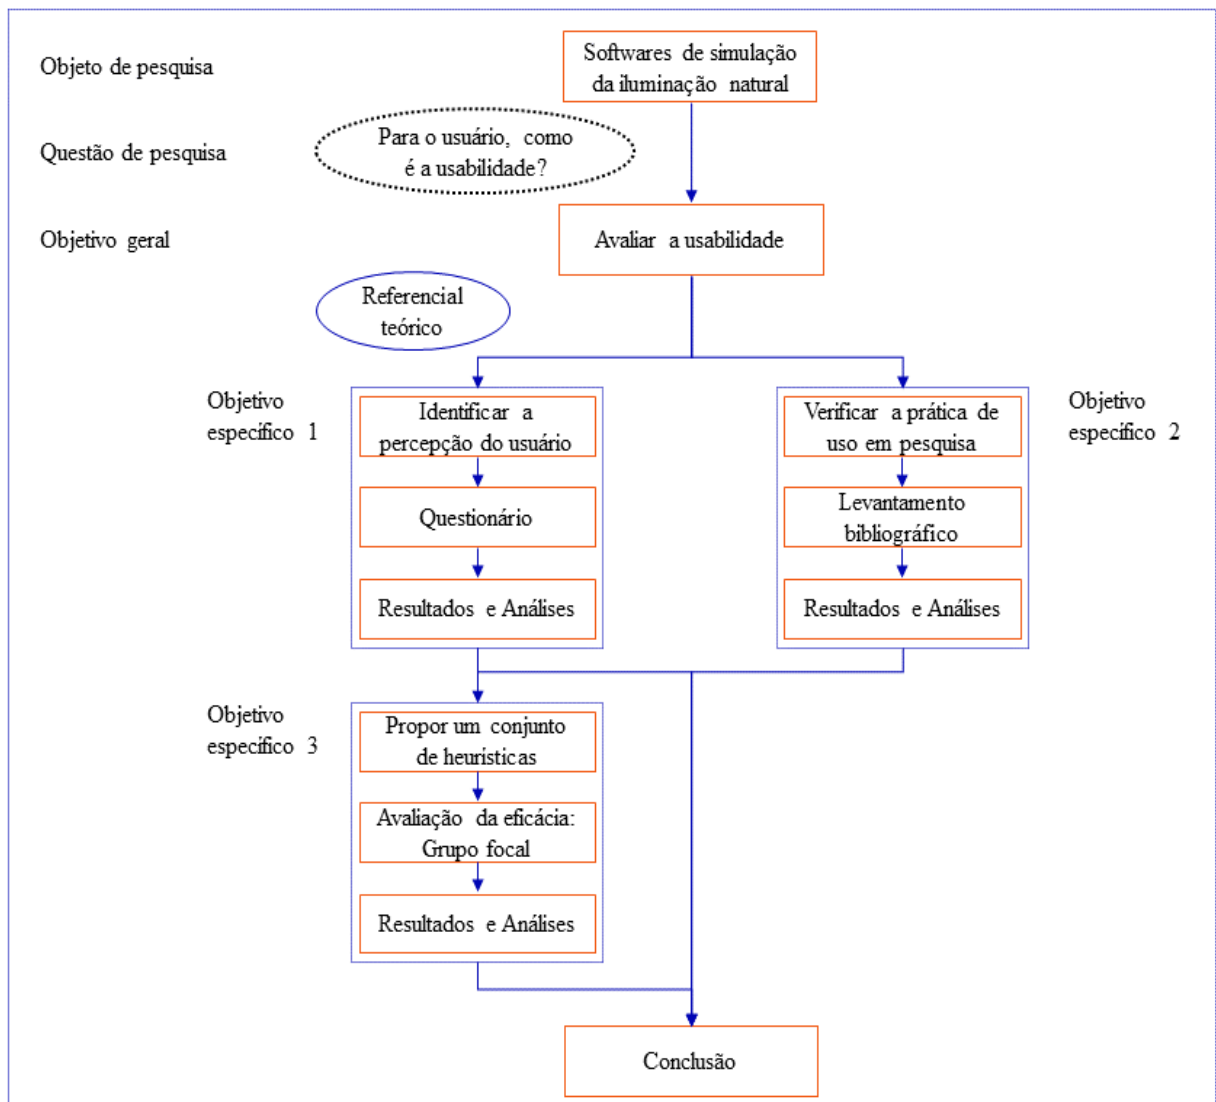 Objeto de pesquisa
Softwares de simulação
da iluminação natural
Questão de pesquisa
Para o usuário, como
é a usabilidade?
Objetivo geral
Avaliar a usabilidade
Referencial
teórico
Objetivo
específico 1
Identificar a
percepção do usuário
Questionário
Resultados e Análises
Verificar a prática de
uso em pesquisa
Levantamento
bibliográfico
Resultados e Análises
Objetivo
específico 2
Objetivo
específico 3
Propor um conjunto
de heurísticas
Avaliação da eficácia:
Grupo focal
Resultados e Análises
Conclusão